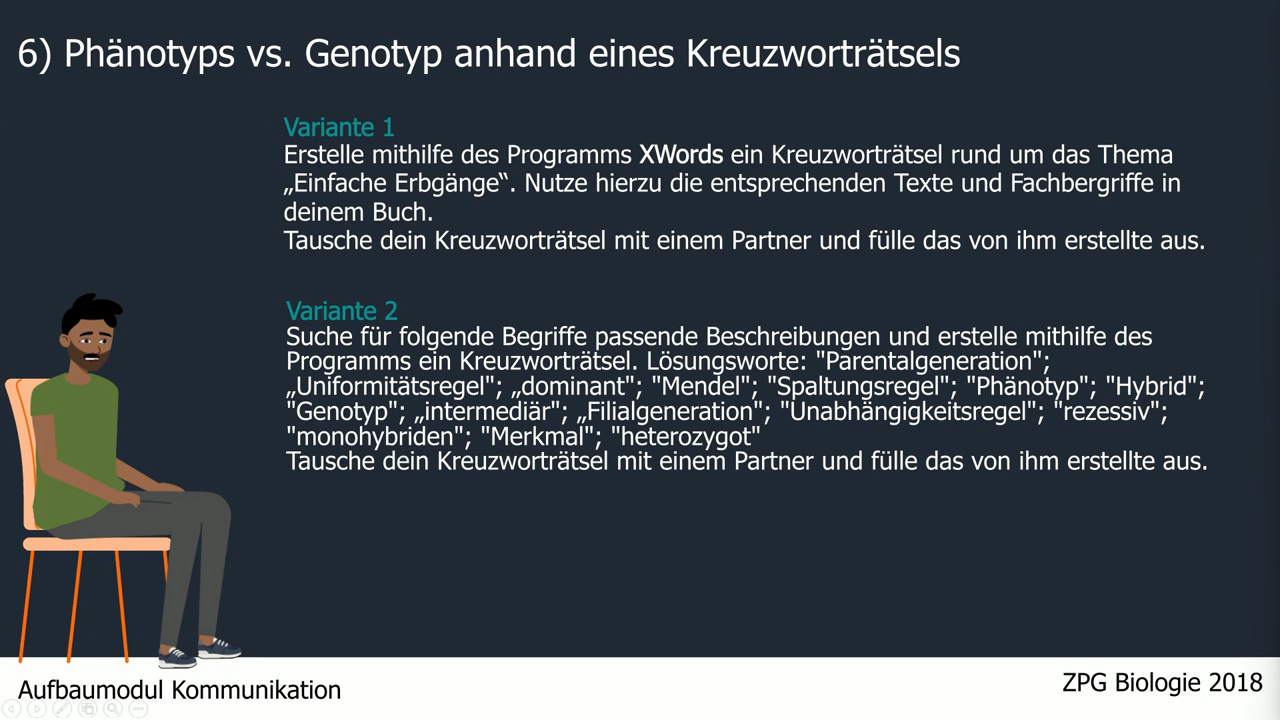 6) Phänotyps vs. Genotyp anhand eines Kreuzworträtsels
Variante 1
Erstelle mithilfe des Programms XWords ein Kreuzworträtsel rund um das Thema
„Einfache Erbgänge“. Nutze hierzu die entsprechenden Texte und Fachbergriffe in
deinem Buch.
Tausche dein Kreuzworträtsel mit einem Partner und fülle das von ihm erstellte aus.
Variante 2
Suche für folgende Begriffe passende Beschreibungen und erstelle mithilfe des
Programms ein Kreuzworträtsel. Lösungsworte: "Parentalgeneration";
„Uniformitätsregel"; „dominant"; "Mendel"; "Spaltungsregel"; "Phänotyp"; "Hybrid";
"Genotyp"; „intermediär"; „Filialgeneration"; "Unabhängigkeitsregel"; "rezessiv";
"monohybriden"; "Merkmal"; "heterozygot"
Tausche dein Kreuzworträtsel mit einem Partner und fülle das von ihm erstellte aus.
Aufbaumodul Kommunikation
ZPG Biologie 2018